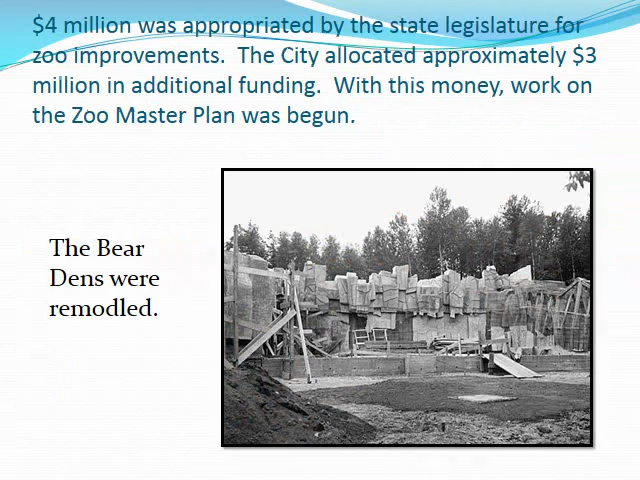 $4 million was appropriated by the state legislature for
zoo improvements.  The City allocated approximately $3
million in additional funding.  With this money, work on
the Zoo Master Plan was begun.
The Bear
Dens were
remodled.